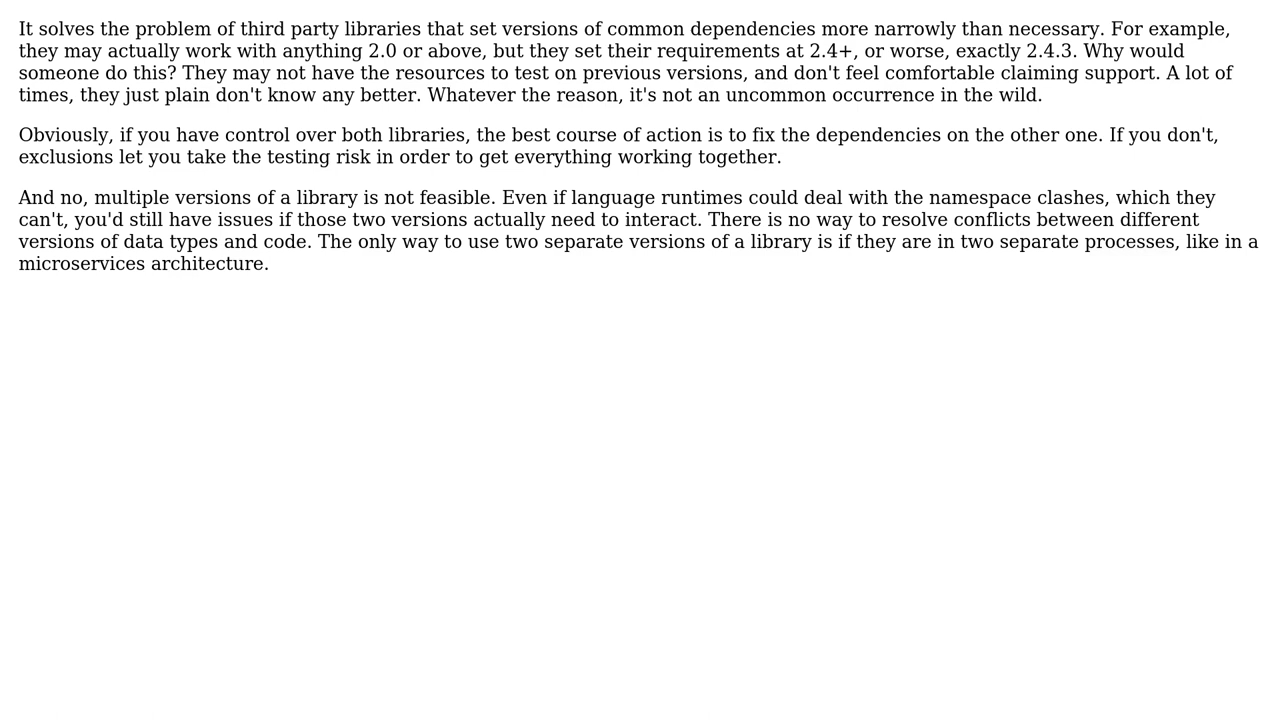 It solves the problem of third party libraries that set versions of common dependencies more narrowly than necessary. For example,
they may actually work with anything 2.0 or above, but they set their requirements at 2.4+, or worse, exactly 2.4.3. Why would
someone do this? They may not have the resources to test on previous versions, and don't feel comfortable claiming support. A lot of
times, they just plain don't know any better. Whatever the reason, it's not an uncommon occurrence in the wild.
Obviously, if you have control over both libraries, the best course of action is to fix the dependencies on the other one. If you don't,
exclusions let you take the testing risk in order to get everything working together.
And no, multiple versions of a library is not feasible. Even if language runtimes could deal with the namespace clashes, which they
can't, you'd still have issues if those two versions actually need to interact. There is no way to resolve conflicts between different
versions of data types and code. The only way to use two separate versions of a library is if they are in two separate processes, like in a
microservices architecture.